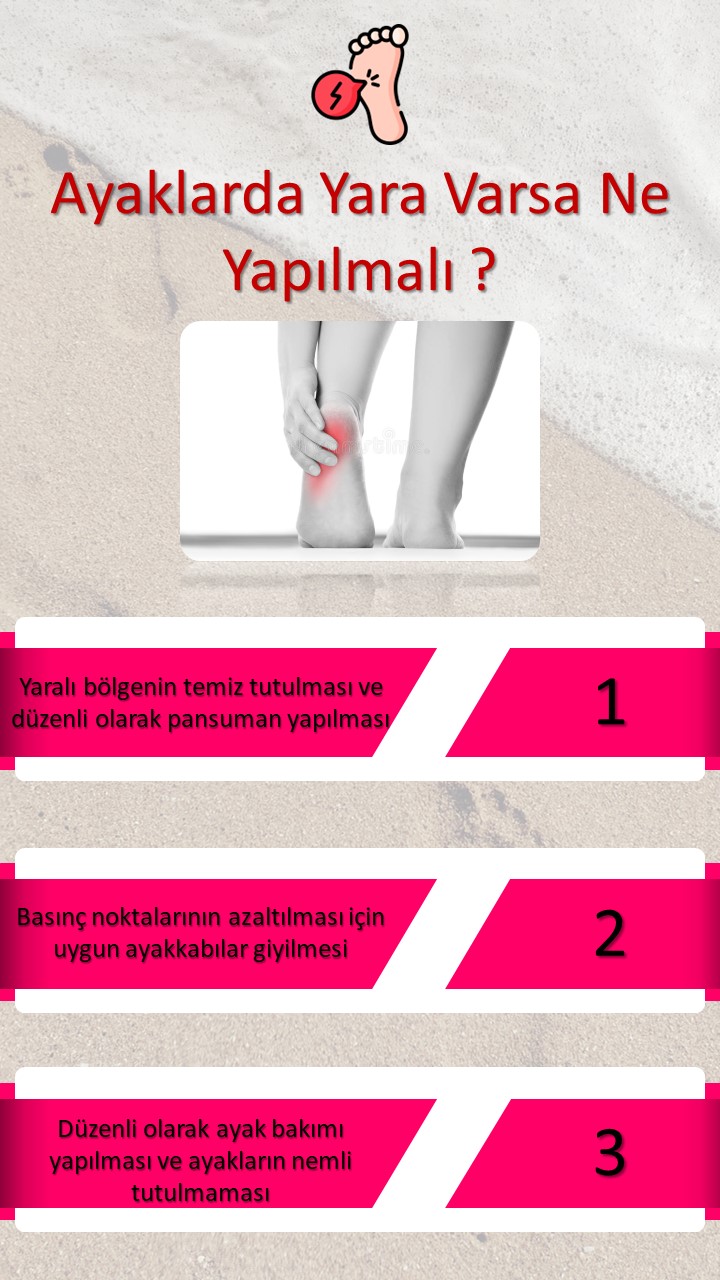 Ayaklarda Yara Varsa Ne
Yapılmalı ?
Yaralı bölgenin temiz tutulması ve
düzenli olarak pansuman yapılması
1
Basınç noktalarının azaltılması için
uygun ayakkabılar giyilmesi
2
Düzenli olarak ayak bakımı
yapılması ve ayakların nemli
tutulmaması
3